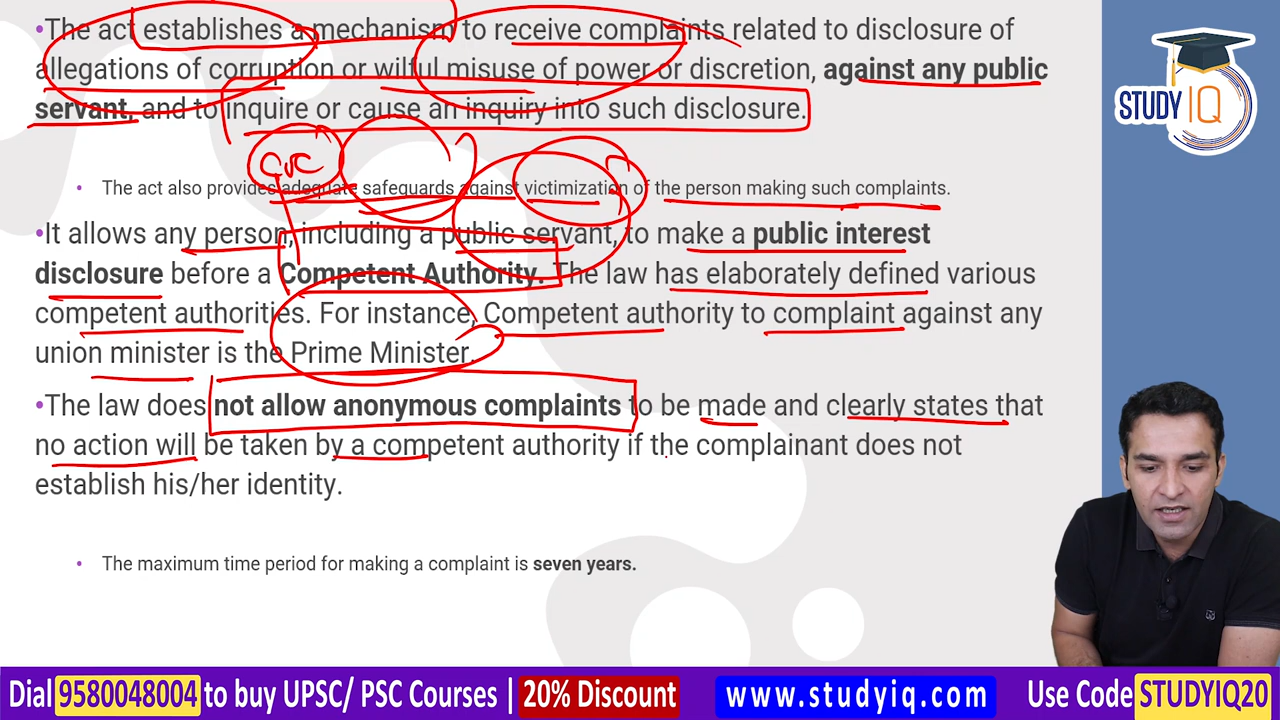 •The act establishes a mechanism to receive complaints related to disclosure of
allegations of corruption or wilful misuse of power or discretion, against any public
servant, and to inquire or cause an inquiry into such disclosure.
CVC
• The act also provides adequate safeguards against victimization of the person making such complaints.
•It allows any person, including a public servant, to make a public interest
disclosure before a Competent Authority. The law has elaborately defined various
competent authorities. For instance, Competent authority to complaint against any
union minister is the Prime Minister.
•The law does not allow anonymous complaints to be made and clearly states that
no action will be taken by a competent authority if the complainant does not
establish his/her identity.
• The maximum time period for making a complaint is seven years.
STUDY IQ
Dial 9580048004 to buy UPSC/ PSC Courses | 20% Discount www.studyiq.com Use Code STUDYIQ20